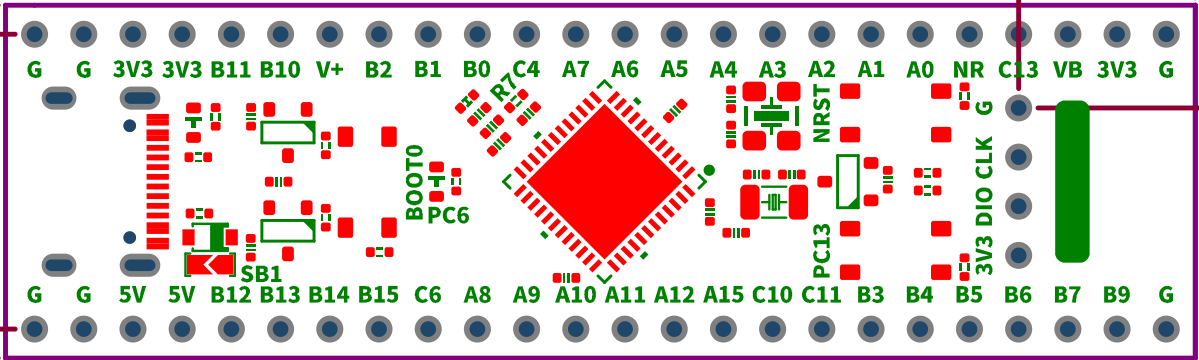 G G 3V3 3V3 B11 B10 V+ B2 B1 B0 C4 A7 A6 A5 A4 A3 A2 A1 A0 NR C13 VB 3V3 G
R7
NRST
G
CLK
DIO
3V3
BOOT0
PC6
PC13
SB1
G G 5V 5V B12 B13 B14 B15 C6 A8 A9 A10 A11 A12 A15 C10 C11 B3 B4 B5 B6 B7 B9 G